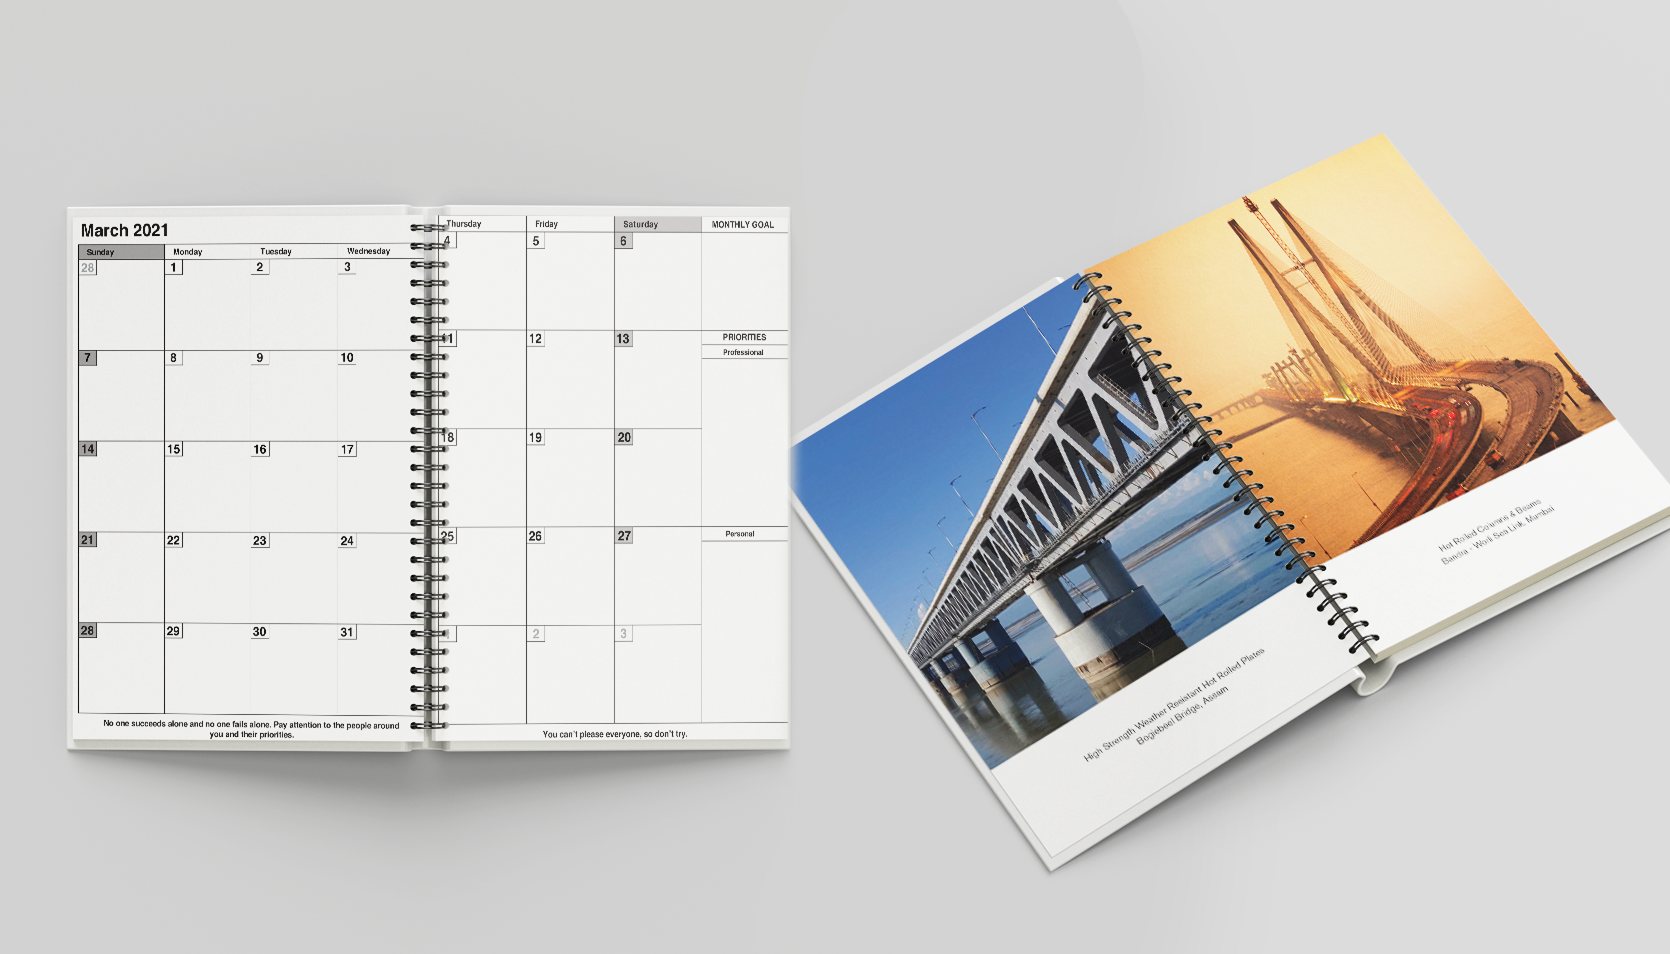 March 2021
Sunday Monday Tuesday Wednesday
28 1 2 3
7 8 9 10
14 15 16 17
21 22 23 24
28 29 30 31
No one succeeds alone and no one fails alone. Pay attention to the people around
you and their priorities.
Thursday Friday Saturday MONTHLY GOAL
4 5 6
11 12 13 PRIORITIES
Professional
18 19 20
25 26 27 Personal
1 2 3
You can't please everyone, so don't try.
High Strength Weather Resistant Hot Rolled Plates
Bogiebeel Bridge, Assam
Hot Rolled Columns & Beams
Bandra - Worli Sea Link, Mumbai